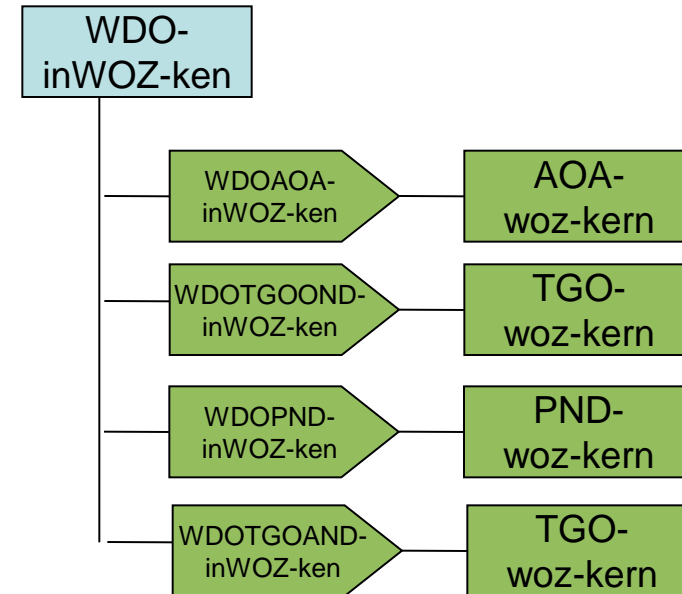 WDO-
inWOZ-ken
WDOAOA-
inWOZ-ken
AOA-
woz-kern
WDOTGOOND-
inWOZ-ken
TGO-
woz-kern
WDOPND-
inWOZ-ken
PND-
woz-kern
WDOTGOAND-
inWOZ-ken
TGO-
woz-kern